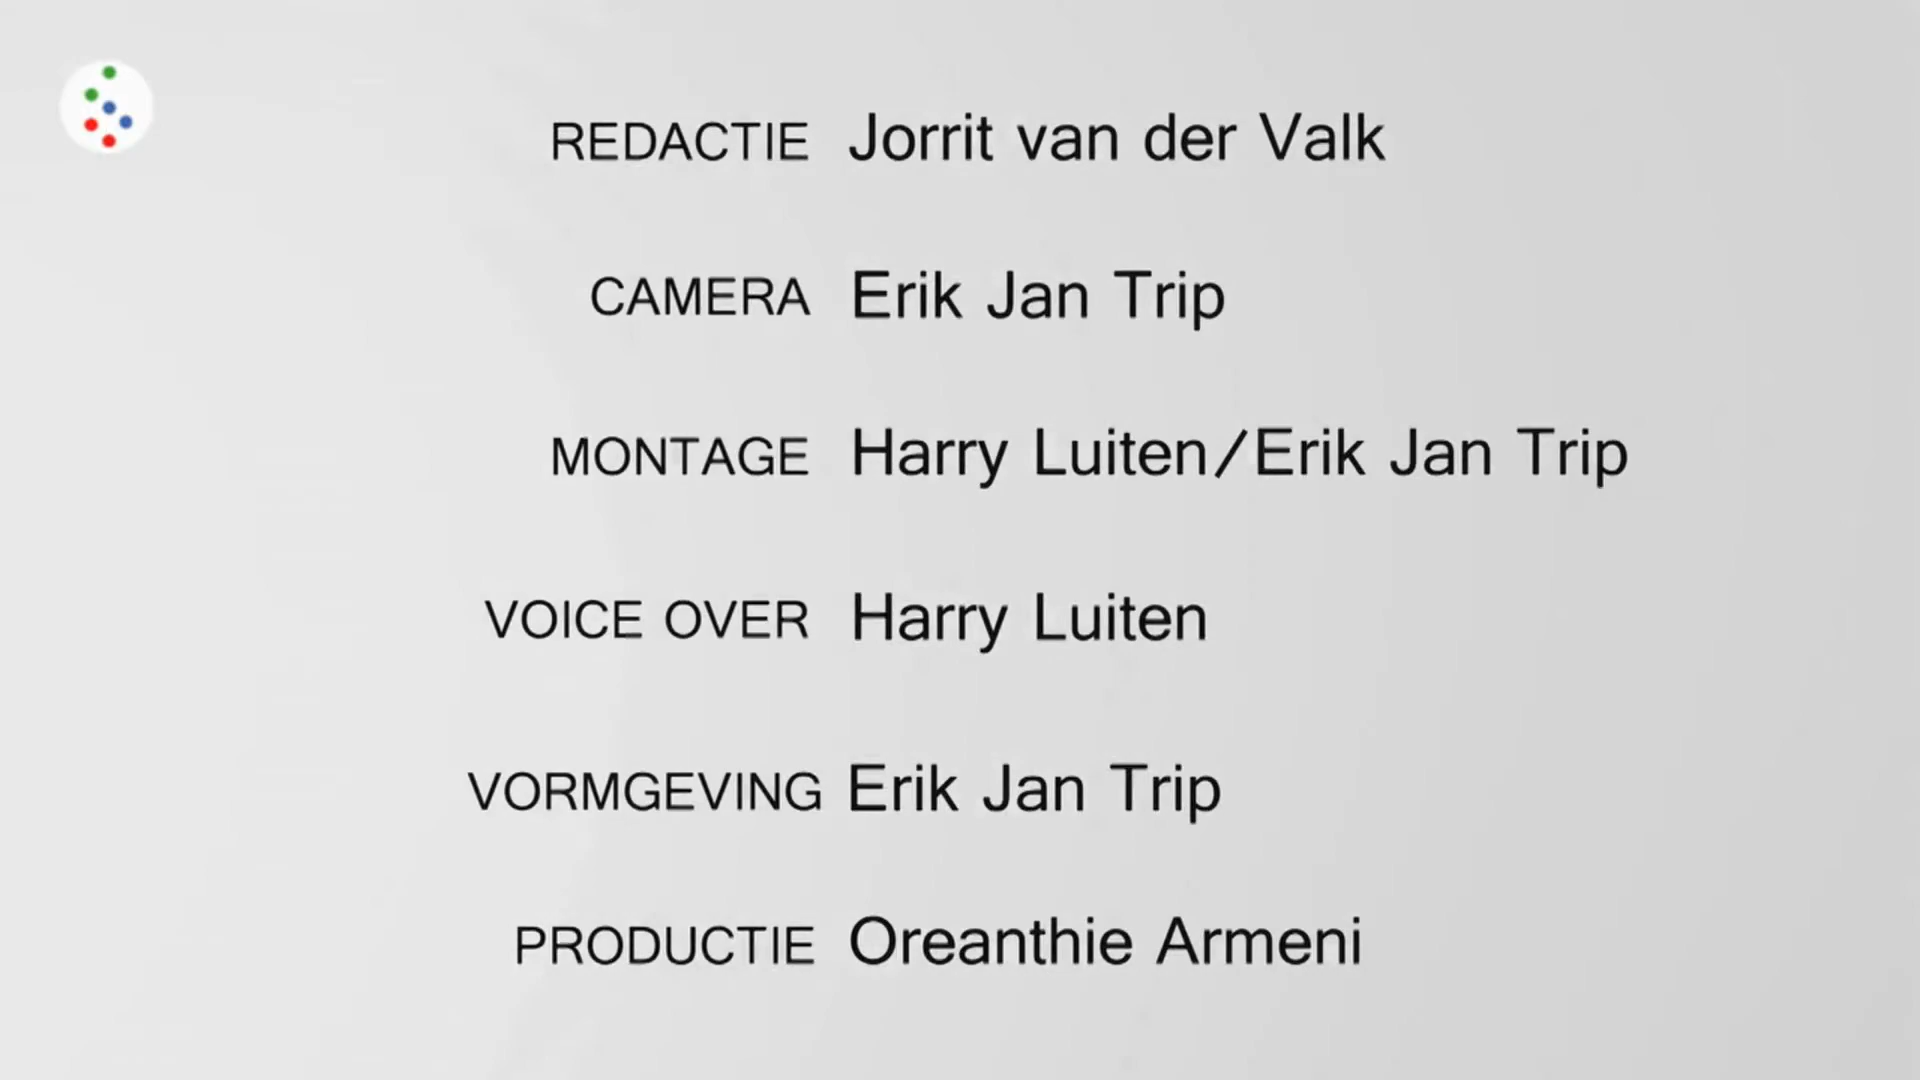 REDACTIE Jorrit van der Valk
CAMERA Erik Jan Trip
MONTAGE Harry Luiten/Erik Jan Trip
VOICE OVER Harry Luiten
VORMGEVING Erik Jan Trip
PRODUCTIE Oreanthie Armeni